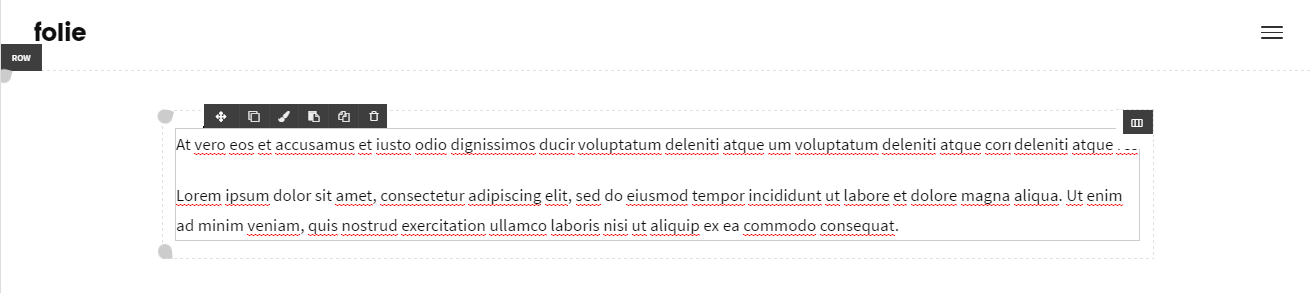 folie
ROW
At vero eos et accusamus et iusto odio dignissimos ducir voluptatum deleniti atque um voluptatum deleniti atque corr deleniti atque
Lorem ipsum dolor sit amet, consectetur adipiscing elit, sed do eiusmod tempor incididunt ut labore et dolore magna aliqua. Ut enim
ad minim veniam, quis nostrud exercitation ullamco laboris nisi ut aliquip ex ea commodo consequat.